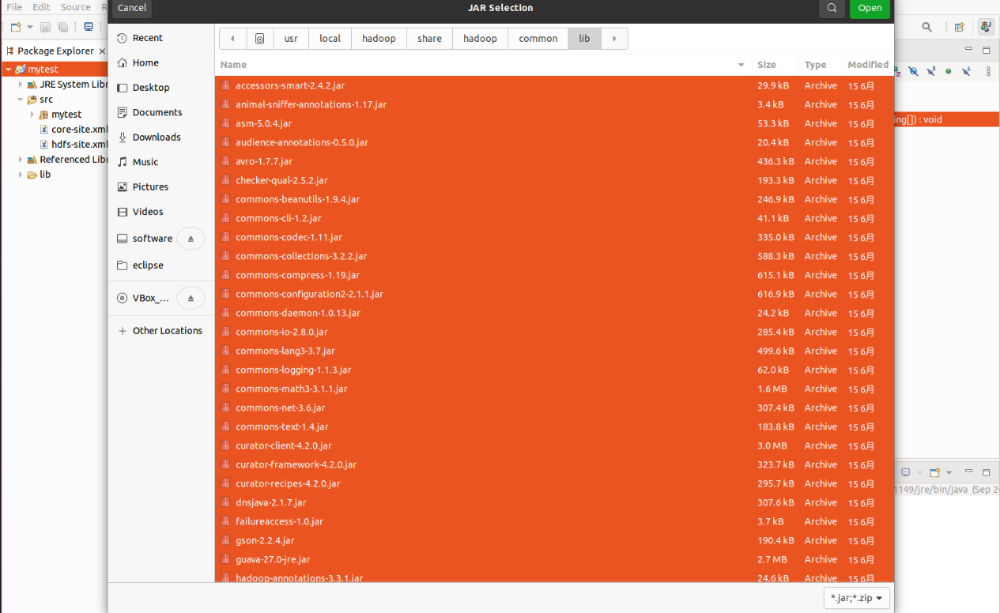 File Edit Source R
Cancel
JAR Selection
Open
Package Explorer
mytest
JRE System Libr
src
mytest
core-site.xml
hdfs-site.xml
Referenced Libr
lib
Recent
Home
Desktop
Documents
Downloads
Music
Pictures
Videos
software
eclipse
VBox_...
Other Locations
usr local hadoop share hadoop common lib
Name Size Type Modified
accessors-smart-2.4.2.jar 29.9 kB Archive 15 6月
animal-sniffer-annotations-1.17.jar 3.4 kB Archive 15 6月
asm-5.0.4.jar 53.3 kB Archive 15 6月
audience-annotations-0.5.0.jar 20.4 kB Archive 15 6月
avro-1.7.7.jar 436.3 kB Archive 15 6月
checker-qual-2.5.2.jar 193.3 kB Archive 15 6月
commons-beanutils-1.9.4.jar 246.9 kB Archive 15 6月
commons-cli-1.2.jar 41.1 kB Archive 15 6月
commons-codec-1.11.jar 335.0 kB Archive 15 6月
commons-collections-3.2.2.jar 588.3 kB Archive 15 6月
commons-compress-1.19.jar 615.1 kB Archive 15 6月
commons-configuration2-2.1.1.jar 616.9 kB Archive 15 6月
commons-daemon-1.0.13.jar 24.2 kB Archive 15 6月
commons-io-2.8.0.jar 285.4 kB Archive 15 6月
commons-lang3-3.7.jar 499.6 kB Archive 15 6月
commons-logging-1.1.3.jar 62.0 kB Archive 15 6月
commons-math3-3.1.1.jar 1.6 MB Archive 15 6月
commons-net-3.6.jar 307.4 kB Archive 15 6月
commons-text-1.4.jar 183.8 kB Archive 15 6月
curator-client-4.2.0.jar 3.0 MB Archive 15 6月
curator-framework-4.2.0.jar 323.7 kB Archive 15 6月
curator-recipes-4.2.0.jar 295.7 kB Archive 15 6月
dnsjava-2.1.7.jar 307.6 kB Archive 15 6月
failureaccess-1.0.jar 3.7 kB Archive 15 6月
gson-2.2.4.jar 190.4 kB Archive 15 6月
guava-27.0-jre.jar 2.7 MB Archive 15 6月
hadoop-annotations-3.3.1.jar 24.6 kB Archive 15 6月
*.jar;*.zip
ing[]) : void
1149/jre/bin/java (Sep 26